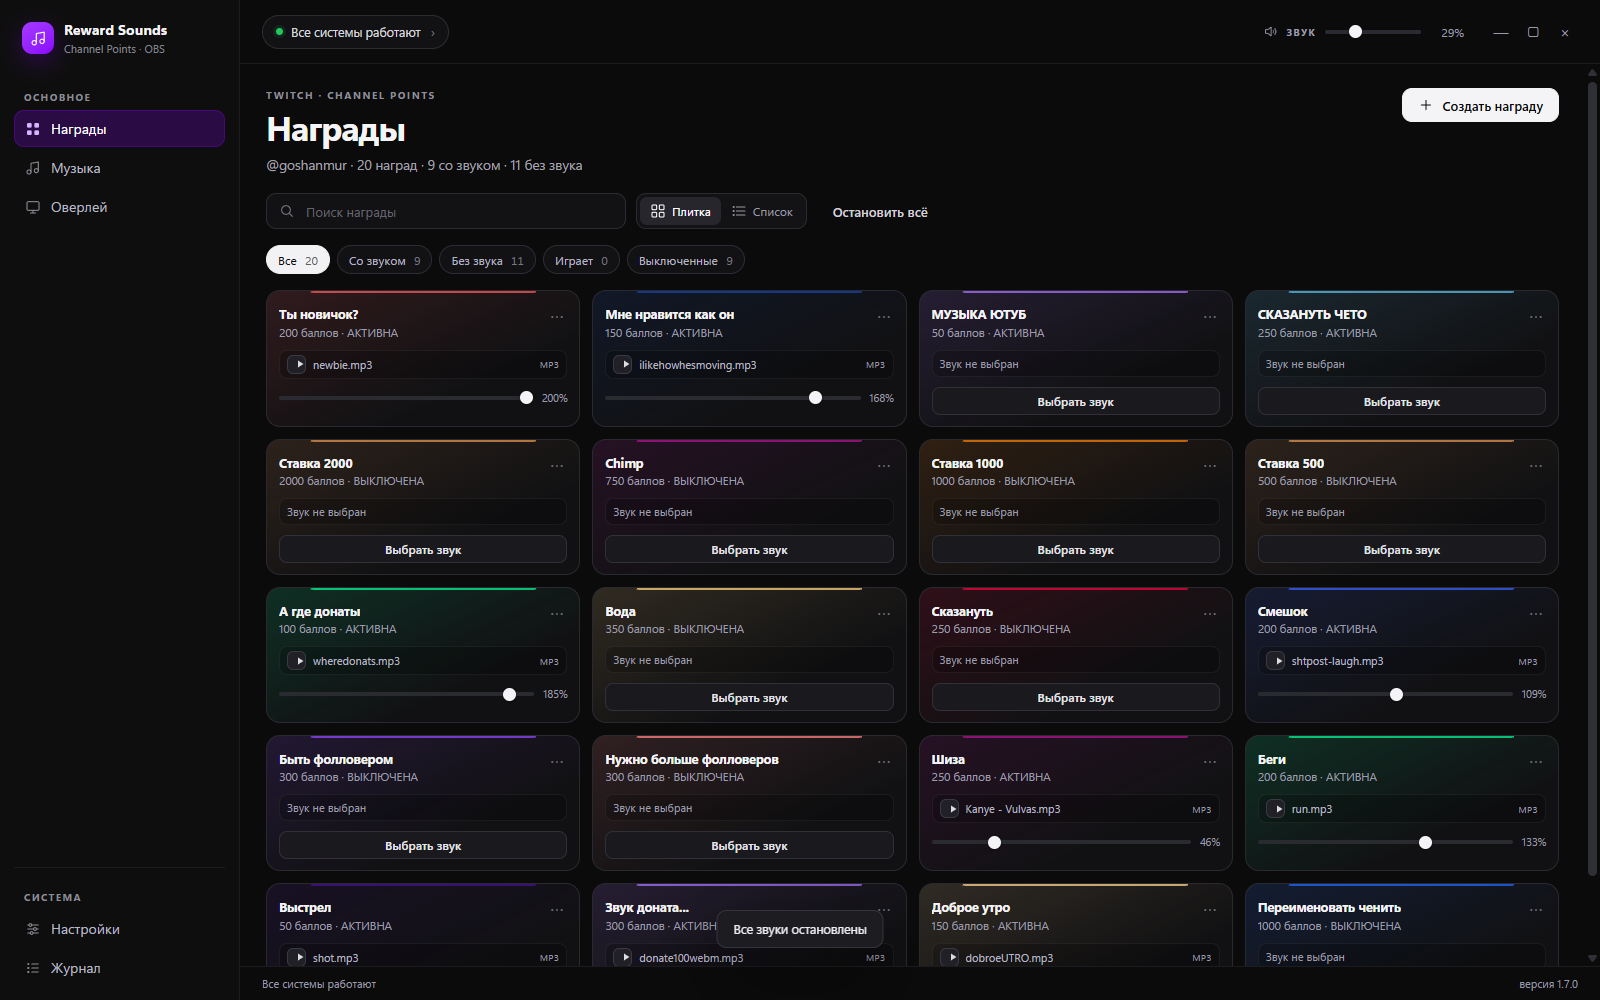 Reward Sounds
Channel Points · OBS
ОСНОВНОЕ
Награды
Музыка
Оверлей
СИСТЕМА
Настройки
Журнал
Все системы работают ›
ЗВУК 29%
TWITCH · CHANNEL POINTS
Награды
@goshanmur · 20 наград · 9 со звуком · 11 без звука
+ Создать награду
Поиск награды
Плитка
Список
Остановить всё
Все 20
Со звуком 9
Без звука 11
Играет 0
Выключенные 9
Ты новичок?
200 баллов · АКТИВНА
newbie.mp3 MP3
200%
Мне нравится как он
150 баллов · АКТИВНА
ilikehowhesmoving.mp3 MP3
168%
МУЗЫКА ЮТУБ
50 баллов · АКТИВНА
Звук не выбран
Выбрать звук
СКАЗАНУТЬ ЧЕТО
250 баллов · АКТИВНА
Звук не выбран
Выбрать звук
Ставка 2000
2000 баллов · ВЫКЛЮЧЕНА
Звук не выбран
Выбрать звук
Chimp
750 баллов · ВЫКЛЮЧЕНА
Звук не выбран
Выбрать звук
Ставка 1000
1000 баллов · ВЫКЛЮЧЕНА
Звук не выбран
Выбрать звук
Ставка 500
500 баллов · ВЫКЛЮЧЕНА
Звук не выбран
Выбрать звук
А где донаты
100 баллов · АКТИВНА
wheredonats.mp3 MP3
185%
Вода
350 баллов · ВЫКЛЮЧЕНА
Звук не выбран
Выбрать звук
Сказануть
250 баллов · ВЫКЛЮЧЕНА
Звук не выбран
Выбрать звук
Смешок
200 баллов · АКТИВНА
shtpost-laugh.mp3 MP3
109%
Быть фолловером
300 баллов · ВЫКЛЮЧЕНА
Звук не выбран
Выбрать звук
Нужно больше фолловеров
300 баллов · ВЫКЛЮЧЕНА
Звук не выбран
Выбрать звук
Шиза
250 баллов · АКТИВНА
Kanye - Vulvas.mp3 MP3
46%
Беги
200 баллов · АКТИВНА
run.mp3 MP3
133%
Выстрел
50 баллов · АКТИВНА
shot.mp3 MP3
Звук доната...
300 баллов · АКТИВН
donate100webm.mp3 MP3
Доброе утро
150 баллов · АКТИВНА
dobroeUTRO.mp3 MP3
Переименовать ченить
1000 баллов · ВЫКЛЮЧЕНА
Звук не выбран
Все звуки остановлены
Все системы работают
версия 1.7.0